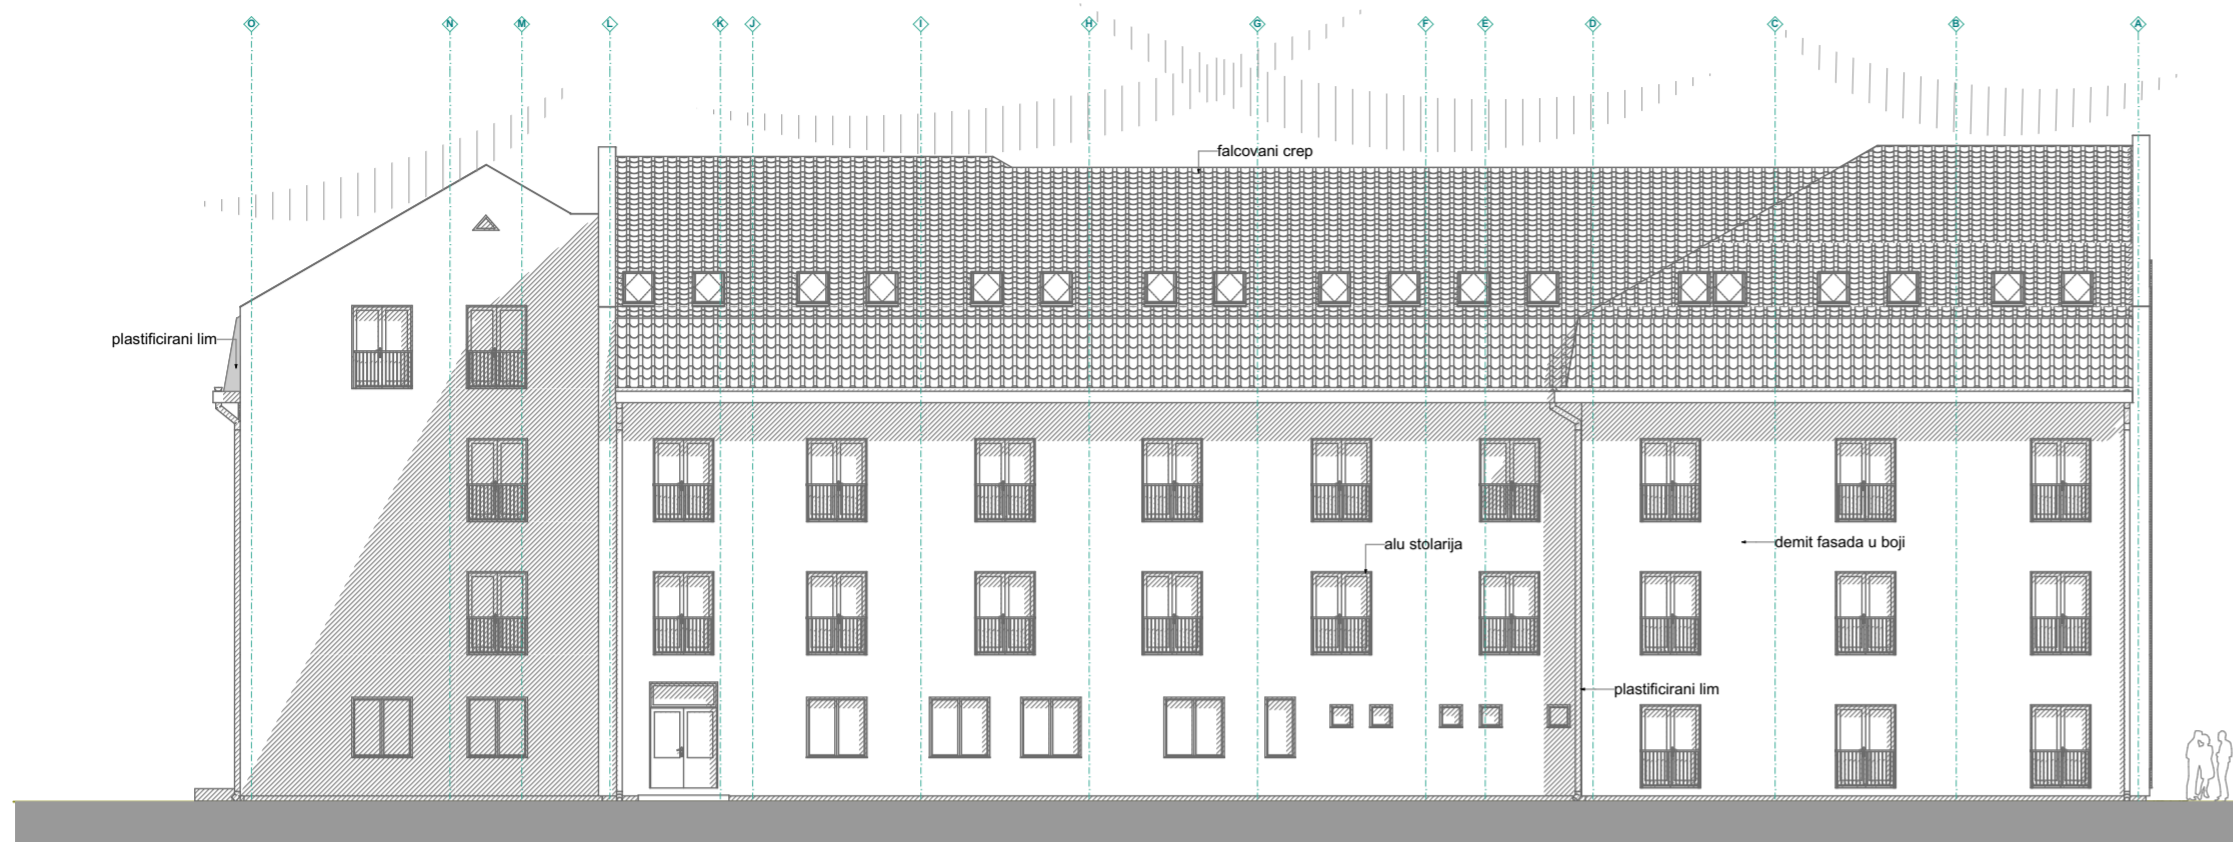 O N M L K J I H G F E D C B A
falcovani crep
plastificirani lim
alu stolarija
demit fasada u boji
plastificirani lim